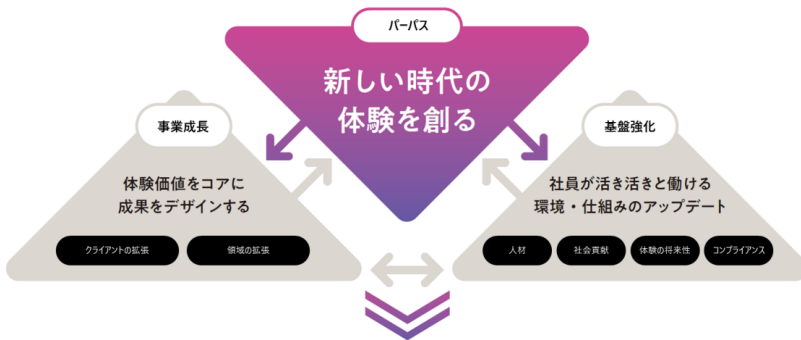 パーパス
新しい時代の
体験を創る
事業成長
体験価値をコアに
成果をデザインする
クライアントの拡張
領域の拡張
基盤強化
社員が活き活きと働ける
環境・仕組みのアップデート
人材
社会貢献
体験の将来性
コンプライアンス